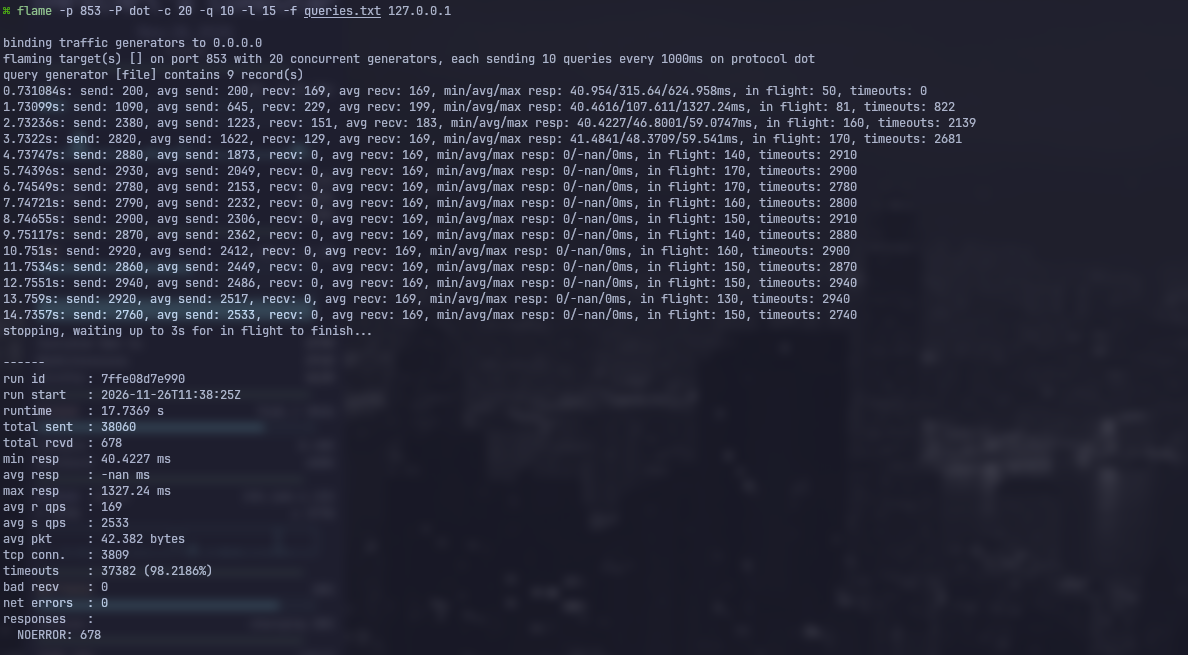 ⌘ flame -p 853 -P dot -c 20 -q 10 -l 15 -f queries.txt 127.0.0.1
binding traffic generators to 0.0.0.0
flaming target(s) [] on port 853 with 20 concurrent generators, each sending 10 queries every 1000ms on protocol dot
query generator [file] contains 9 record(s)
0.731084s: send: 200, avg send: 200, recv: 169, avg recv: 169, min/avg/max resp: 40.954/315.64/624.958ms, in flight: 50, timeouts: 0
1.73099s: send: 1090, avg send: 645, recv: 229, avg recv: 199, min/avg/max resp: 40.4616/107.611/1327.24ms, in flight: 81, timeouts: 822
2.73236s: send: 2380, avg send: 1223, recv: 151, avg recv: 183, min/avg/max resp: 40.4227/46.8001/59.0747ms, in flight: 160, timeouts: 2139
3.7322s: send: 2820, avg send: 1622, recv: 129, avg recv: 169, min/avg/max resp: 41.4841/48.3709/59.541ms, in flight: 170, timeouts: 2681
4.73747s: send: 2880, avg send: 1873, recv: 0, avg recv: 169, min/avg/max resp: 0/-nan/0ms, in flight: 140, timeouts: 2910
5.74396s: send: 2930, avg send: 2049, recv: 0, avg recv: 169, min/avg/max resp: 0/-nan/0ms, in flight: 170, timeouts: 2900
6.74549s: send: 2780, avg send: 2153, recv: 0, avg recv: 169, min/avg/max resp: 0/-nan/0ms, in flight: 170, timeouts: 2780
7.74721s: send: 2790, avg send: 2232, recv: 0, avg recv: 169, min/avg/max resp: 0/-nan/0ms, in flight: 160, timeouts: 2800
8.74655s: send: 2900, avg send: 2306, recv: 0, avg recv: 169, min/avg/max resp: 0/-nan/0ms, in flight: 150, timeouts: 2910
9.75117s: send: 2870, avg send: 2362, recv: 0, avg recv: 169, min/avg/max resp: 0/-nan/0ms, in flight: 140, timeouts: 2880
10.751s: send: 2920, avg send: 2412, recv: 0, avg recv: 169, min/avg/max resp: 0/-nan/0ms, in flight: 160, timeouts: 2900
11.7534s: send: 2860, avg send: 2449, recv: 0, avg recv: 169, min/avg/max resp: 0/-nan/0ms, in flight: 150, timeouts: 2870
12.7551s: send: 2940, avg send: 2486, recv: 0, avg recv: 169, min/avg/max resp: 0/-nan/0ms, in flight: 150, timeouts: 2940
13.759s: send: 2920, avg send: 2517, recv: 0, avg recv: 169, min/avg/max resp: 0/-nan/0ms, in flight: 130, timeouts: 2940
14.7357s: send: 2760, avg send: 2533, recv: 0, avg recv: 169, min/avg/max resp: 0/-nan/0ms, in flight: 150, timeouts: 2740
stopping, waiting up to 3s for in flight to finish...
------
run id      : 7ffe08d7e990
run start   : 2026-11-26T11:38:25Z
runtime     : 17.7369 s
total sent  : 38060
total rcvd  : 678
min resp    : 40.4227 ms
avg resp    : -nan ms
max resp    : 1327.24 ms
avg r qps   : 169
avg s qps   : 2533
avg pkt     : 42.382 bytes
tcp conn.   : 3809
timeouts    : 37382 (98.2186%)
bad recv    : 0
net errors  : 0
responses   :
  NOERROR: 678